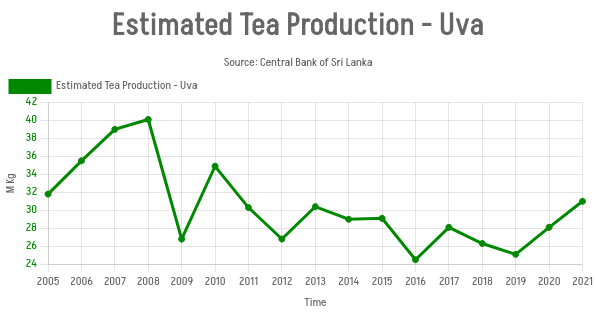 Estimated Tea Production - Uva
Source: Central Bank of Sri Lanka
Estimated Tea Production - Uva
42
40
38
36
34
32
30
28
26
24
M Kg
2005 2006 2007 2008 2009 2010 2011 2012 2013 2014 2015 2016 2017 2018 2019 2020 2021
Time